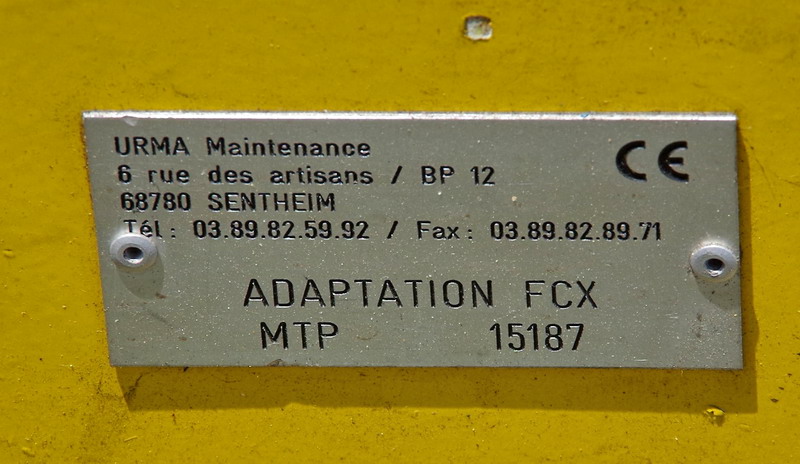 URMA Maintenance
CE
6 rue des artisans / BP 12
68780 SENTHEIM
Tél: 03.89.82.59.92 / Fax: 03.89.82.89.71
ADAPTATION FCX
MTP 15187